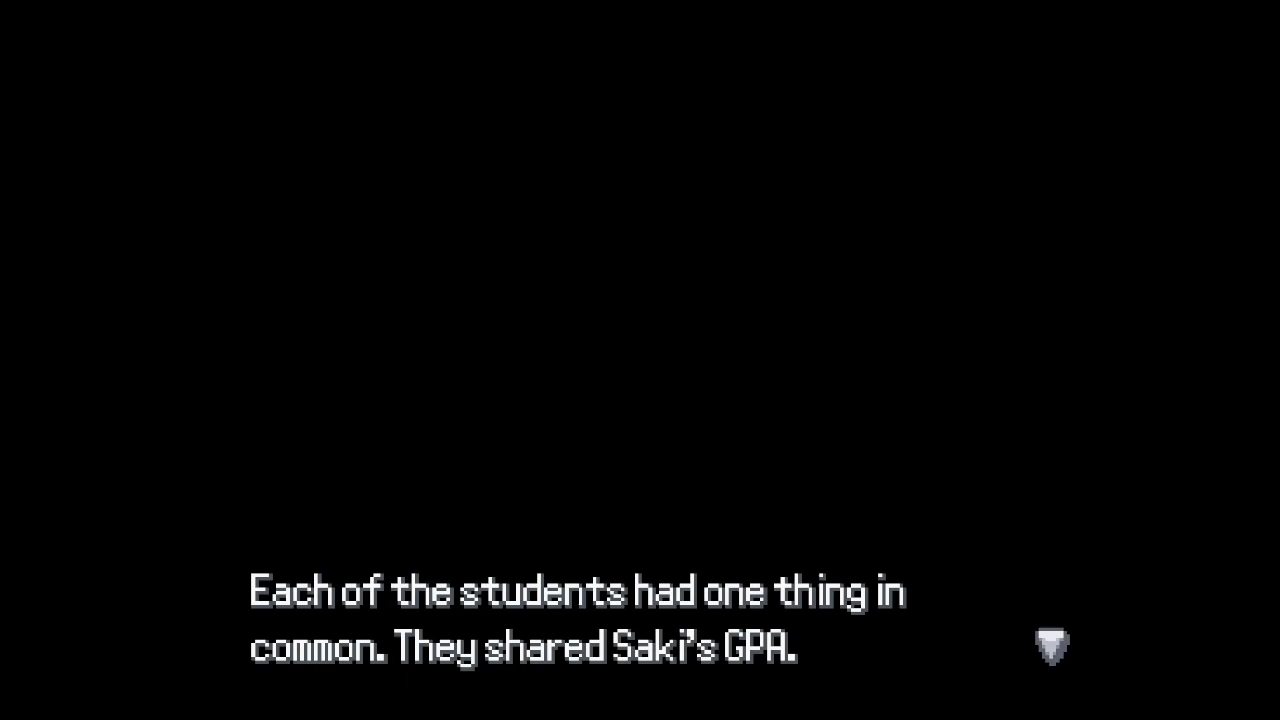 Each of the students had one thing in
common. They shared Saki's GPA.